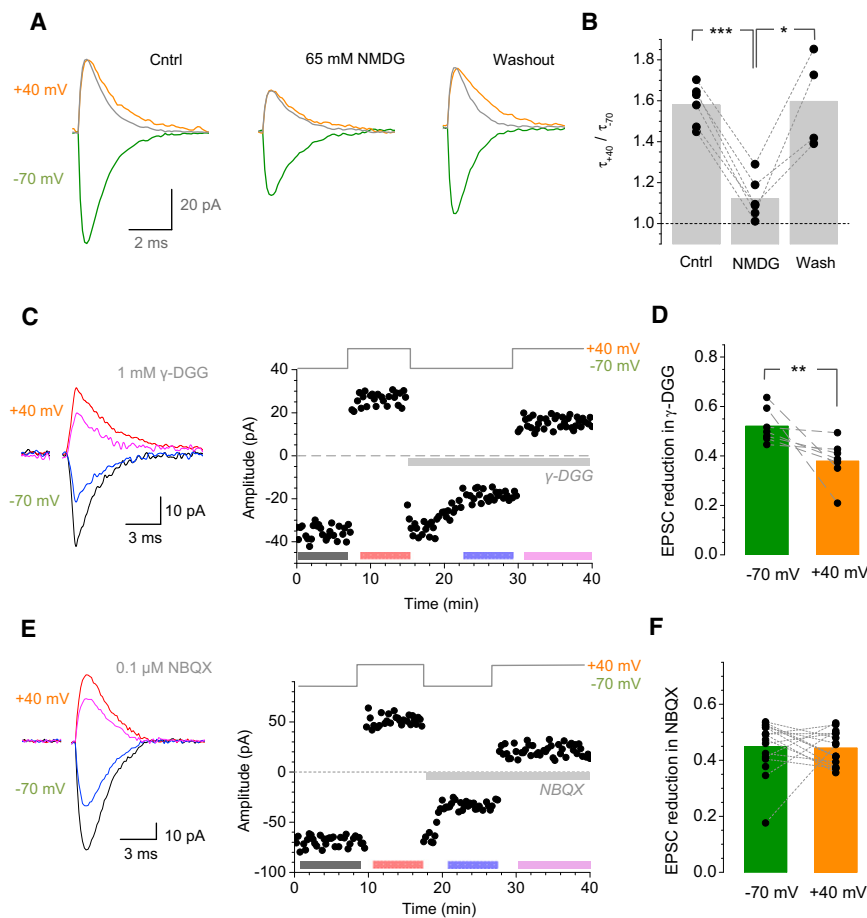 A
Cntrl
65 mM NMDG
Washout
+40 mV
-70 mV
20 pA
2 ms
B
***
*
τ+40 / τ-70
1.8
1.6
1.4
1.2
1.0
Cntrl
NMDG
Wash
C
1 mM γ-DGG
+40 mV
-70 mV
10 pA
3 ms
+40 mV
-70 mV
Amplitude (pA)
40
20
0
-20
-40
γ-DGG
0
10
20
30
40
Time (min)
D
**
EPSC reduction in γ-DGG
0.8
0.6
0.4
0.2
0.0
-70 mV
+40 mV
E
0.1 μM NBQX
+40 mV
-70 mV
10 pA
3 ms
+40 mV
-70 mV
Amplitude (pA)
50
0
-50
-100
NBQX
0
10
20
30
40
Time (min)
F
EPSC reduction in NBQX
0.6
0.4
0.2
0.0
-70 mV
+40 mV